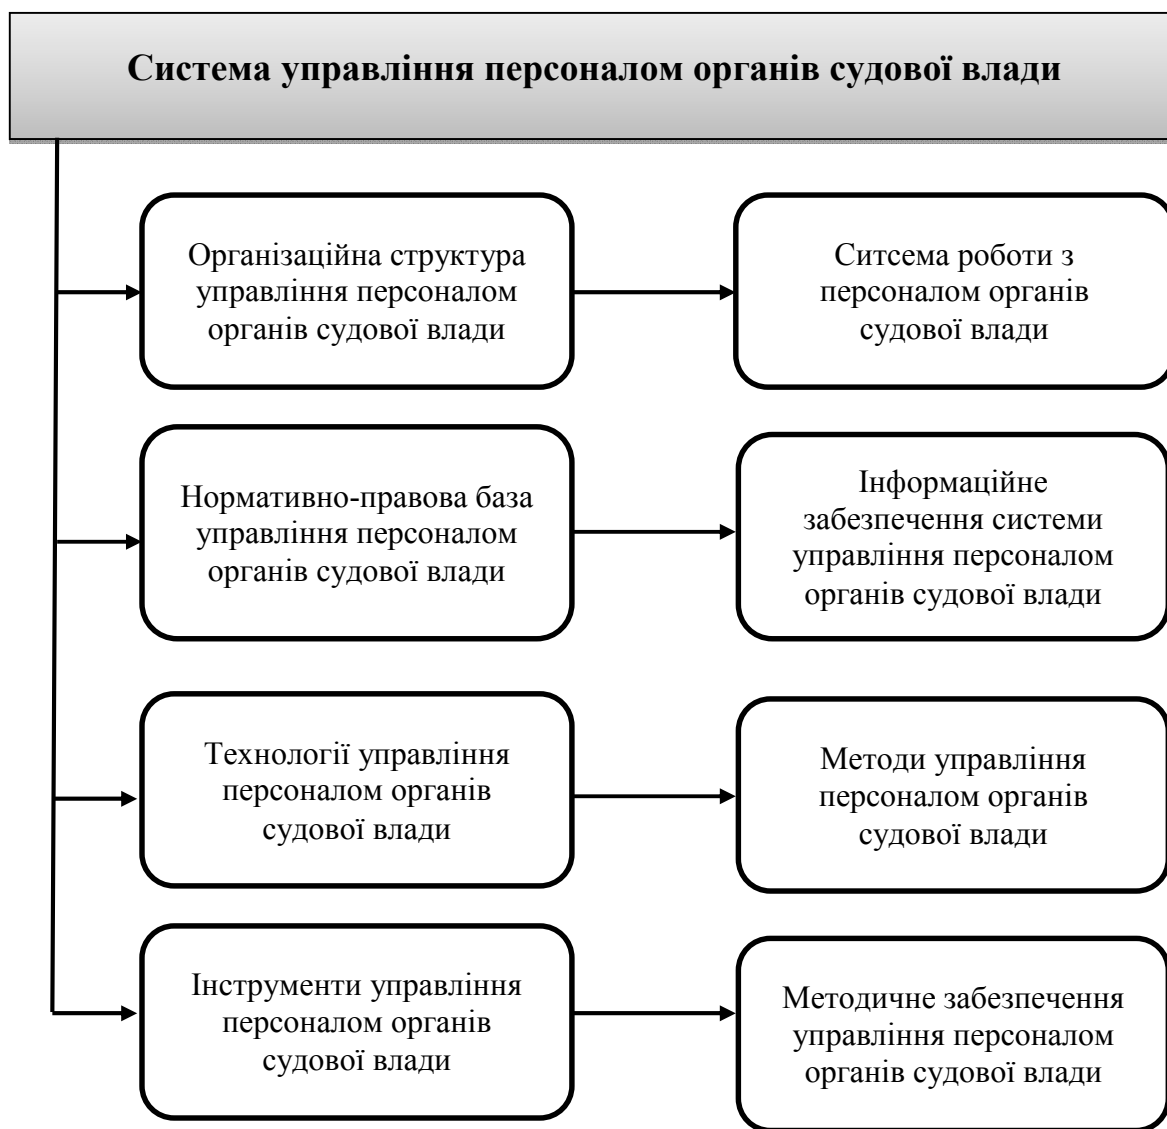 Система управління персоналом органів судової влади
Організаційна структура
управління персоналом
органів судової влади
Ситсема роботи з
персоналом органів
судової влади
Нормативно-правова база
управління персоналом
органів судової влади
Інформаційне
забезпечення системи
управління персоналом
органів судової влади
Технології управління
персоналом органів
судової влади
Методи управління
персоналом органів
судової влади
Інструменти управління
персоналом органів
судової влади
Методичне забезпечення
управління персоналом
органів судової влади